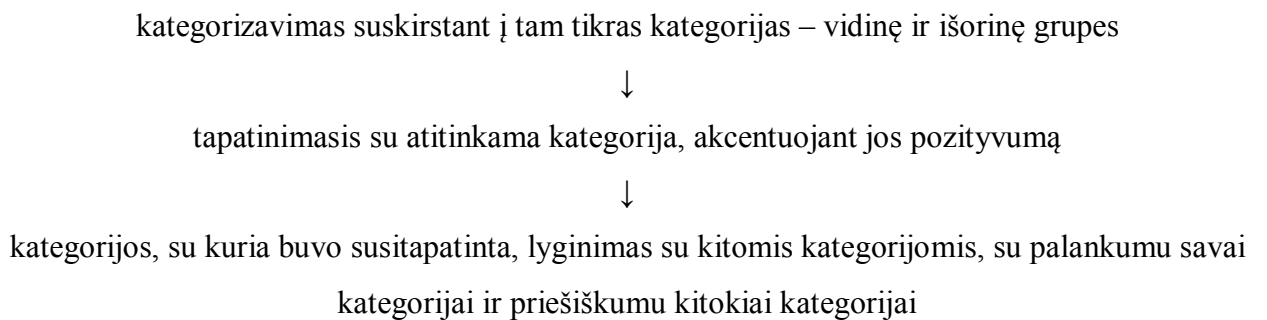 kategorizavimas suskirstant į tam tikras kategorijas – vidinę ir išorinę grupes
↓
tapatinimasis su atitinkama kategorija, akcentuojant jos pozityvumą
↓
kategorijos, su kuria buvo susitapatinta, lyginimas su kitomis kategorijomis, su palankumu savai
kategorijai ir priešiškumu kitokiai kategorijai